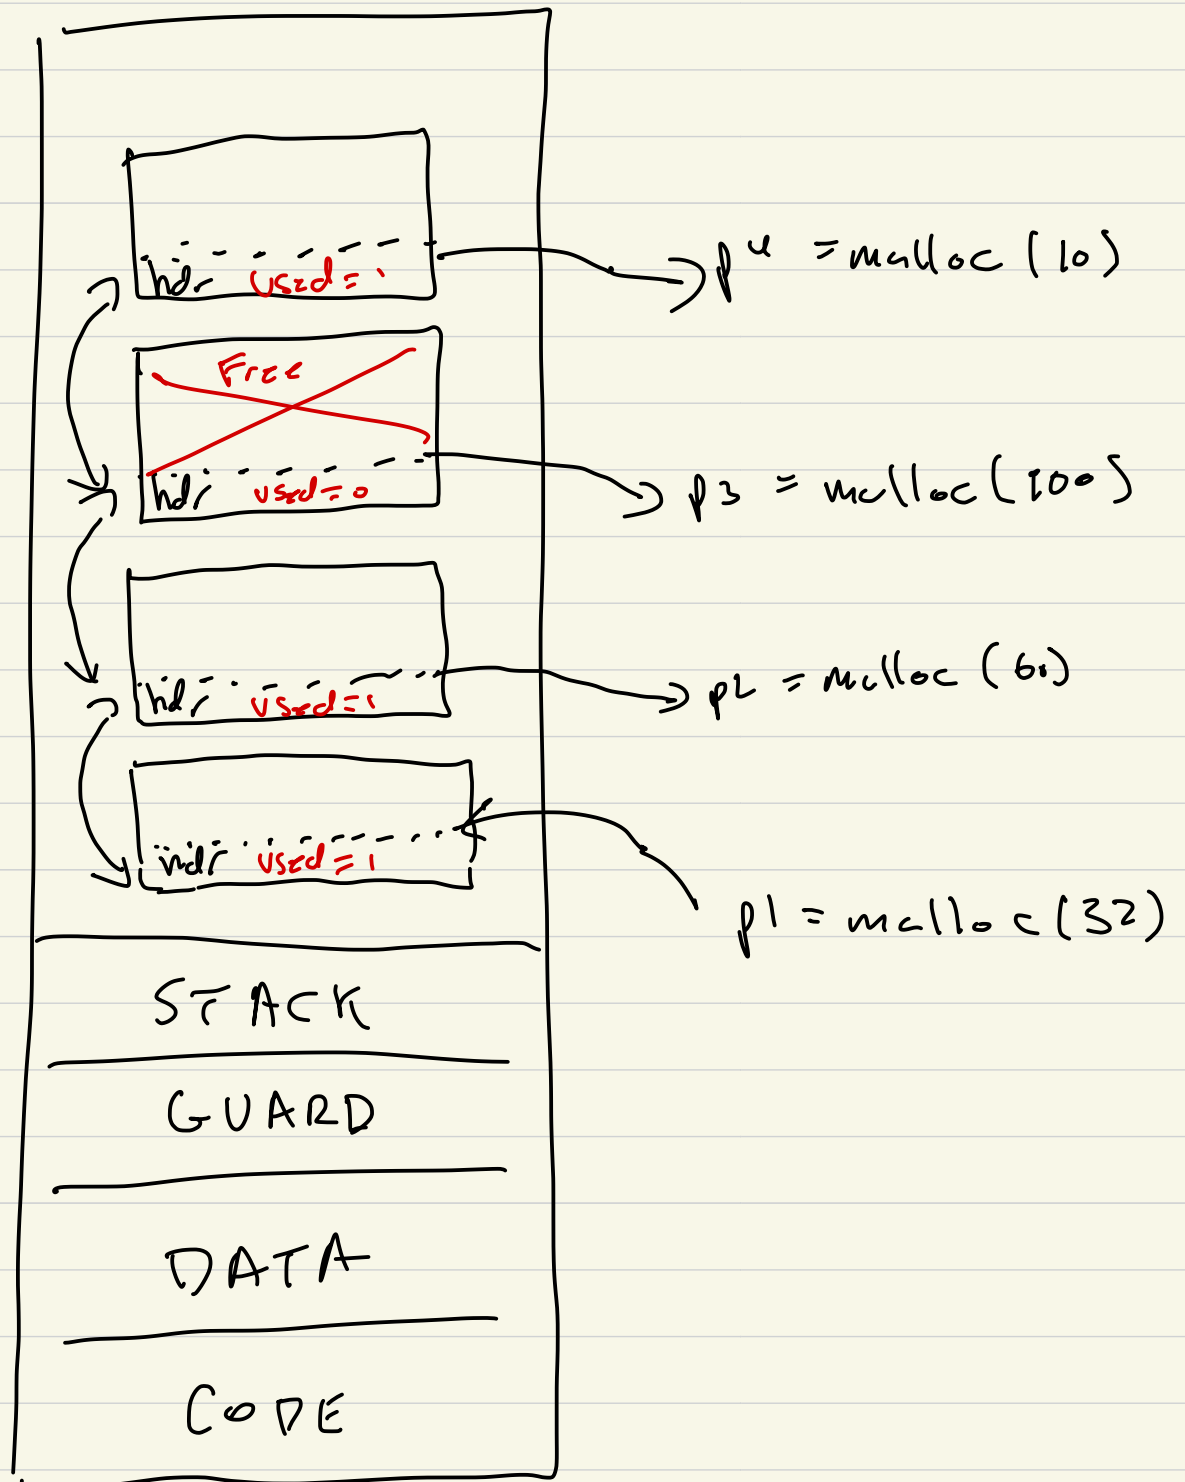 hdr used=1
p4 = malloc (10)
Free
hdr used=0
p3 = malloc (100)
hdr used=1
p2 = malloc (60)
hdr used=1
p1 = malloc (32)
STACK
GUARD
DATA
CODE